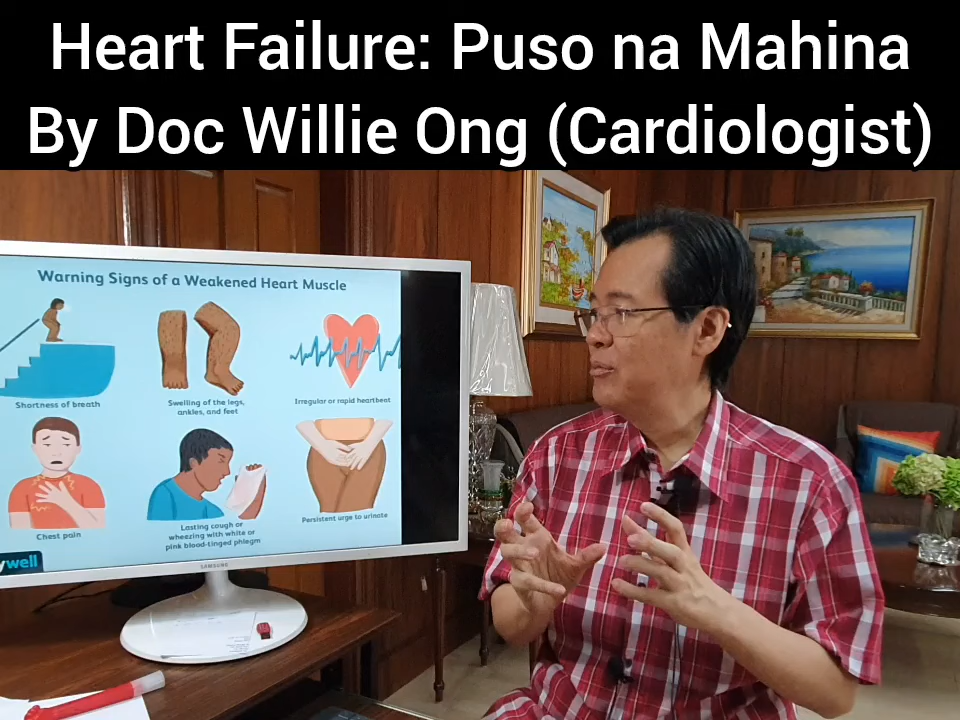 Heart Failure: Puso na Mahina
By Doc Willie Ong (Cardiologist)
Warning Signs of a Weakened Heart Muscle
Shortness of breath
Swelling of the legs,
ankles, and feet
Irregular or rapid heartbeat
Chest pain
Lasting cough or
wheezing with white or
pink blood-tinged phlegm
Persistent urge to urinate
ywell
SAMSUNG